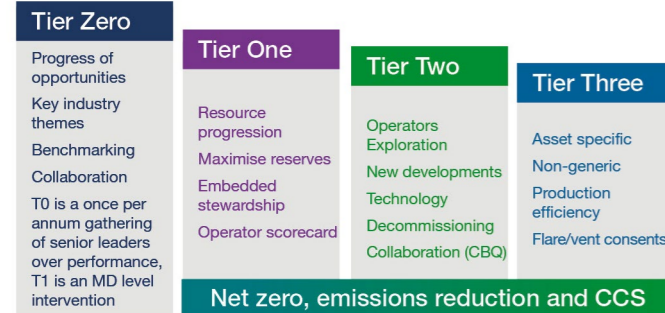 Tier Zero
Progress of
opportunities
Key industry
themes
Benchmarking
Collaboration
T0 is a once per
annum gathering
of senior leaders
over performance,
T1 is an MD level
intervention
Tier One
Resource
progression
Maximise reserves
Embedded
stewardship
Operator scorecard
Tier Two
Operators
Exploration
New developments
Technology
Decommissioning
Collaboration (CBQ)
Tier Three
Asset specific
Non-generic
Production
efficiency
Flare/vent consents
Net zero, emissions reduction and CCS